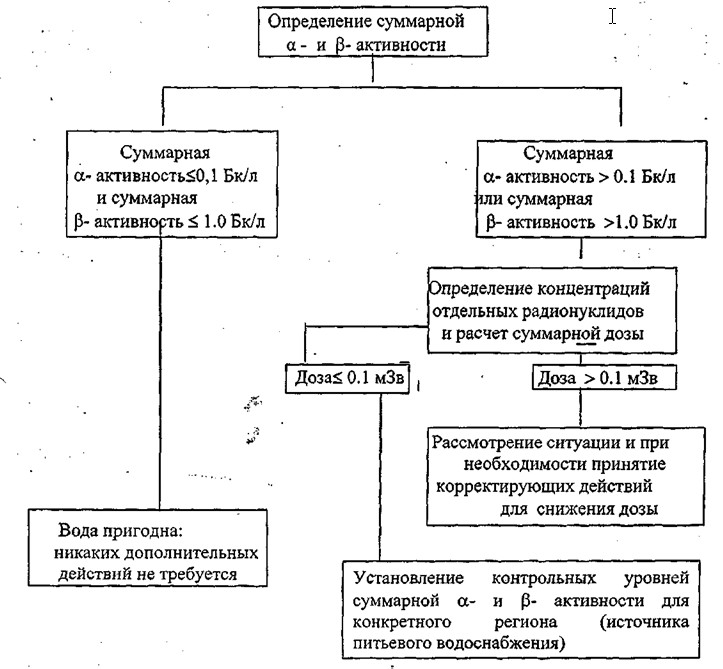 Определение суммарной
α - и β- активности
Суммарная
α- активность≤0,1 Бк/л
и суммарная
β- активность ≤ 1.0 Бк/л
Суммарная
α- активность > 0.1 Бк/л
или суммарная
β- активность >1.0 Бк/л
Определение концентраций
отдельных радионуклидов
и расчет суммарной дозы
Доза≤ 0.1 мЗв
Доза > 0.1 мЗв
Рассмотрение ситуации и при
необходимости принятие
корректирующих действий
для снижения дозы
Вода пригодна:
никаких дополнительных
действий не требуется
Установление контрольных уровней
суммарной α- и β- активности для
конкретного региона (источника
питьевого водоснабжения)